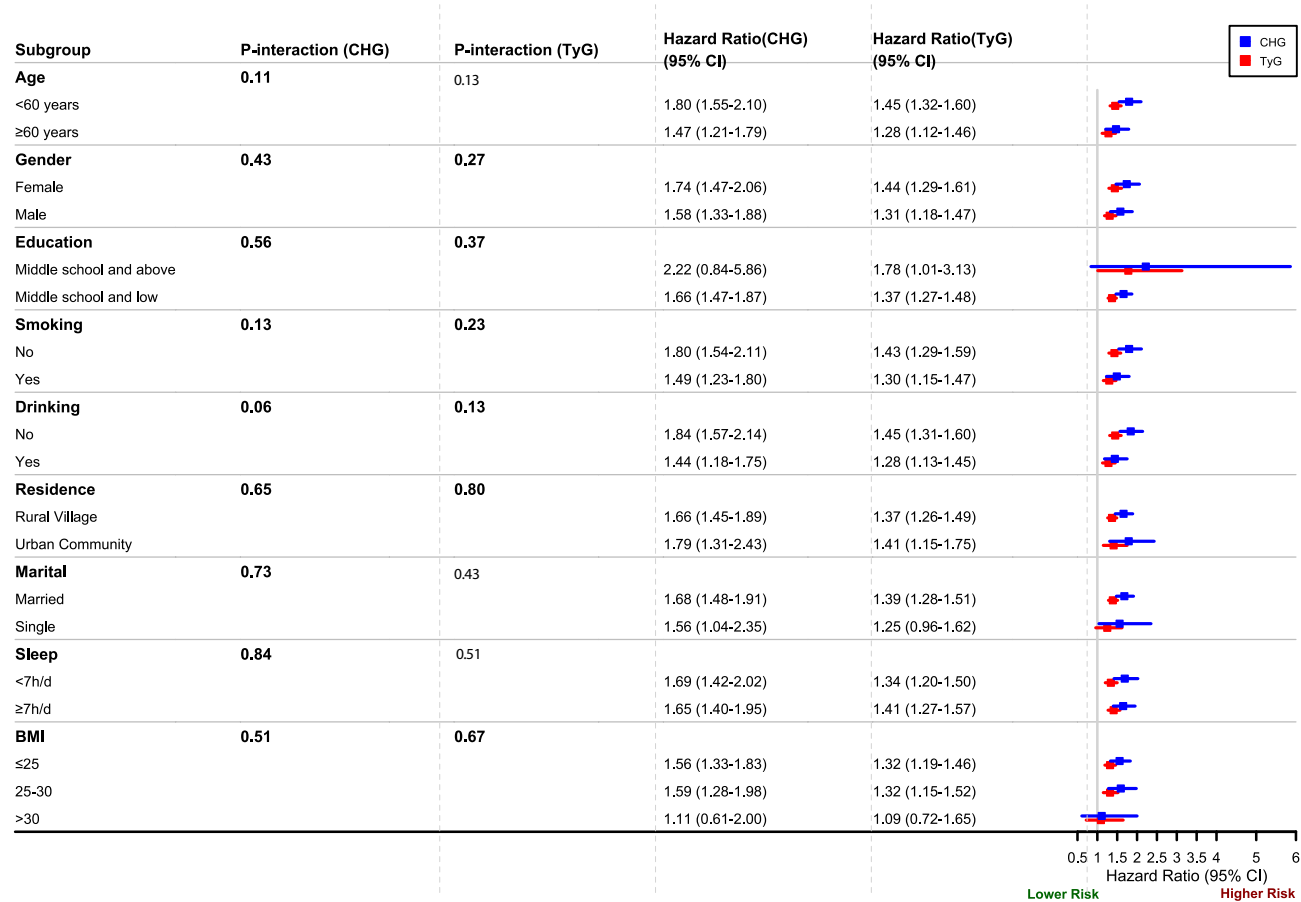 Subgroup P-interaction (CHG) P-interaction (TyG) Hazard Ratio(CHG) (95% CI) Hazard Ratio(TyG) (95% CI)
CHG
TyG
Age 0.11 0.13
<60 years 1.80 (1.55-2.10) 1.45 (1.32-1.60)
≥60 years 1.47 (1.21-1.79) 1.28 (1.12-1.46)
Gender 0.43 0.27
Female 1.74 (1.47-2.06) 1.44 (1.29-1.61)
Male 1.58 (1.33-1.88) 1.31 (1.18-1.47)
Education 0.56 0.37
Middle school and above 2.22 (0.84-5.86) 1.78 (1.01-3.13)
Middle school and low 1.66 (1.47-1.87) 1.37 (1.27-1.48)
Smoking 0.13 0.23
No 1.80 (1.54-2.11) 1.43 (1.29-1.59)
Yes 1.49 (1.23-1.80) 1.30 (1.15-1.47)
Drinking 0.06 0.13
No 1.84 (1.57-2.14) 1.45 (1.31-1.60)
Yes 1.44 (1.18-1.75) 1.28 (1.13-1.45)
Residence 0.65 0.80
Rural Village 1.66 (1.45-1.89) 1.37 (1.26-1.49)
Urban Community 1.79 (1.31-2.43) 1.41 (1.15-1.75)
Marital 0.73 0.43
Married 1.68 (1.48-1.91) 1.39 (1.28-1.51)
Single 1.56 (1.04-2.35) 1.25 (0.96-1.62)
Sleep 0.84 0.51
<7h/d 1.69 (1.42-2.02) 1.34 (1.20-1.50)
≥7h/d 1.65 (1.40-1.95) 1.41 (1.27-1.57)
BMI 0.51 0.67
≤25 1.56 (1.33-1.83) 1.32 (1.19-1.46)
25-30 1.59 (1.28-1.98) 1.32 (1.15-1.52)
>30 1.11 (0.61-2.00) 1.09 (0.72-1.65)
0.5 1 1.5 2 2.5 3 3.5 4 5 6
Hazard Ratio (95% CI)
Lower Risk Higher Risk